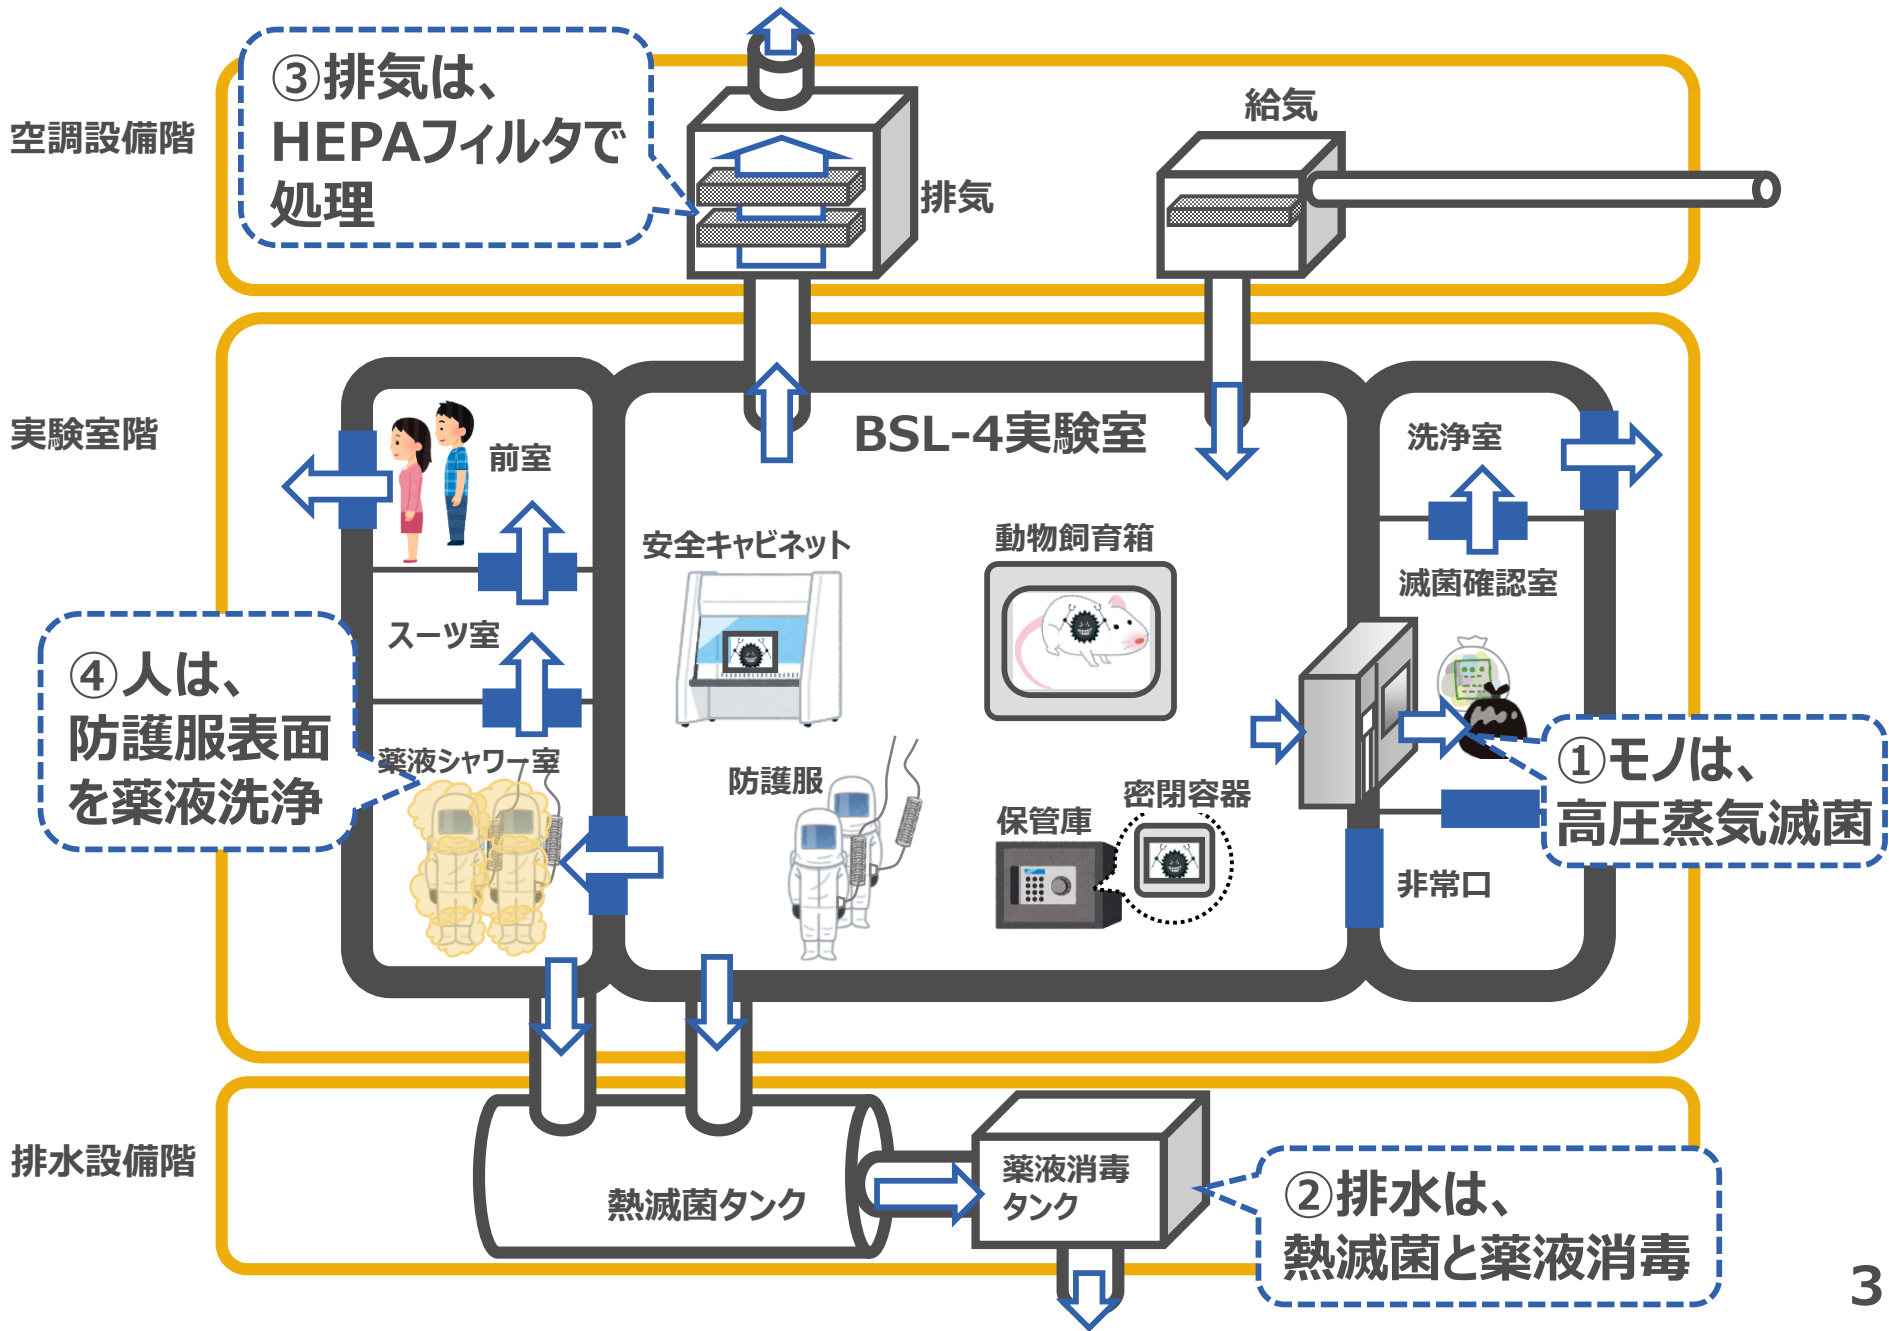 空調設備階
③排気は、
HEPAフィルタで
処理
排気
給気
実験室階
BSL-4実験室
前室
スーツ室
薬液シャワー室
④人は、
防護服表面
を薬液洗浄
安全キャビネット
動物飼育箱
防護服
保管庫
密閉容器
洗浄室
滅菌確認室
①モノは、
高圧蒸気滅菌
非常口
排水設備階
熱滅菌タンク
薬液消毒
タンク
②排水は、
熱滅菌と薬液消毒
3